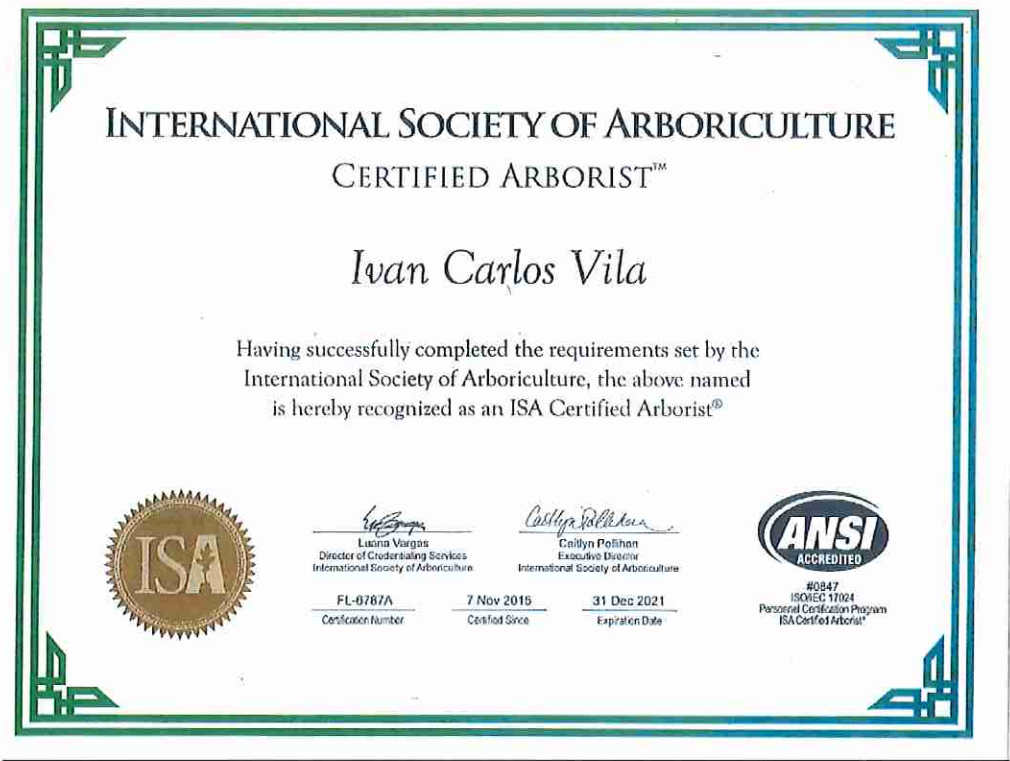 INTERNATIONAL SOCIETY OF ARBORICULTURE
CERTIFIED ARBORIST™
Ivan Carlos Vila
Having successfully completed the requirements set by the
International Society of Arboriculture, the above named
is hereby recognized as an ISA Certified Arborist®
ISA
Luana Vargas
Director of Credentialing Services
International Society of Arboriculture
Caitlyn Pollihan
Executive Director
International Society of Arboriculture
FL-6787A
Certification Number
7 Nov 2015
Certified Since
31 Dec 2021
Expiration Date
ANSI
ACCREDITED
#0847
ISO/IEC 17024
Personnel Certification Program
ISA Certified Arborist®